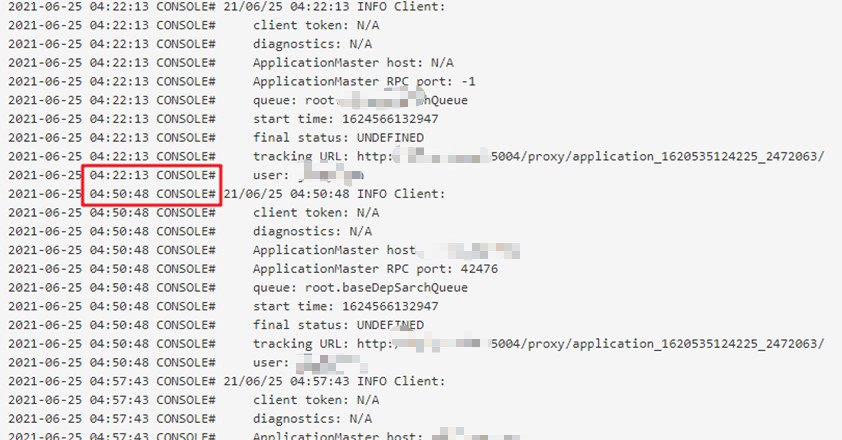 2021-06-25 04:22:13 CONSOLE# 21/06/25 04:22:13 INFO Client:
2021-06-25 04:22:13 CONSOLE# client token: N/A
2021-06-25 04:22:13 CONSOLE# diagnostics: N/A
2021-06-25 04:22:13 CONSOLE# ApplicationMaster host: N/A
2021-06-25 04:22:13 CONSOLE# ApplicationMaster RPC port: -1
2021-06-25 04:22:13 CONSOLE# queue: root. hQueue
2021-06-25 04:22:13 CONSOLE# start time: 1624566132947
2021-06-25 04:22:13 CONSOLE# final status: UNDEFINED
2021-06-25 04:22:13 CONSOLE# tracking URL: http: 5004/proxy/application_1620535124225_2472063/
2021-06-25 04:22:13 CONSOLE# user:
2021-06-25 04:50:48 CONSOLE# 21/06/25 04:50:48 INFO Client:
2021-06-25 04:50:48 CONSOLE# client token: N/A
2021-06-25 04:50:48 CONSOLE# diagnostics: N/A
2021-06-25 04:50:48 CONSOLE# ApplicationMaster host
2021-06-25 04:50:48 CONSOLE# ApplicationMaster RPC port: 42476
2021-06-25 04:50:48 CONSOLE# queue: root.baseDepSarchQueue
2021-06-25 04:50:48 CONSOLE# start time: 1624566132947
2021-06-25 04:50:48 CONSOLE# final status: UNDEFINED
2021-06-25 04:50:48 CONSOLE# tracking URL: http: 5004/proxy/application_1620535124225_2472063/
2021-06-25 04:50:48 CONSOLE# user:
2021-06-25 04:57:43 CONSOLE# 21/06/25 04:57:43 INFO Client:
2021-06-25 04:57:43 CONSOLE# client token: N/A
2021-06-25 04:57:43 CONSOLE# diagnostics: N/A
2021-06-25 04:57:43 CONSOLE# ApplicationMaster host: